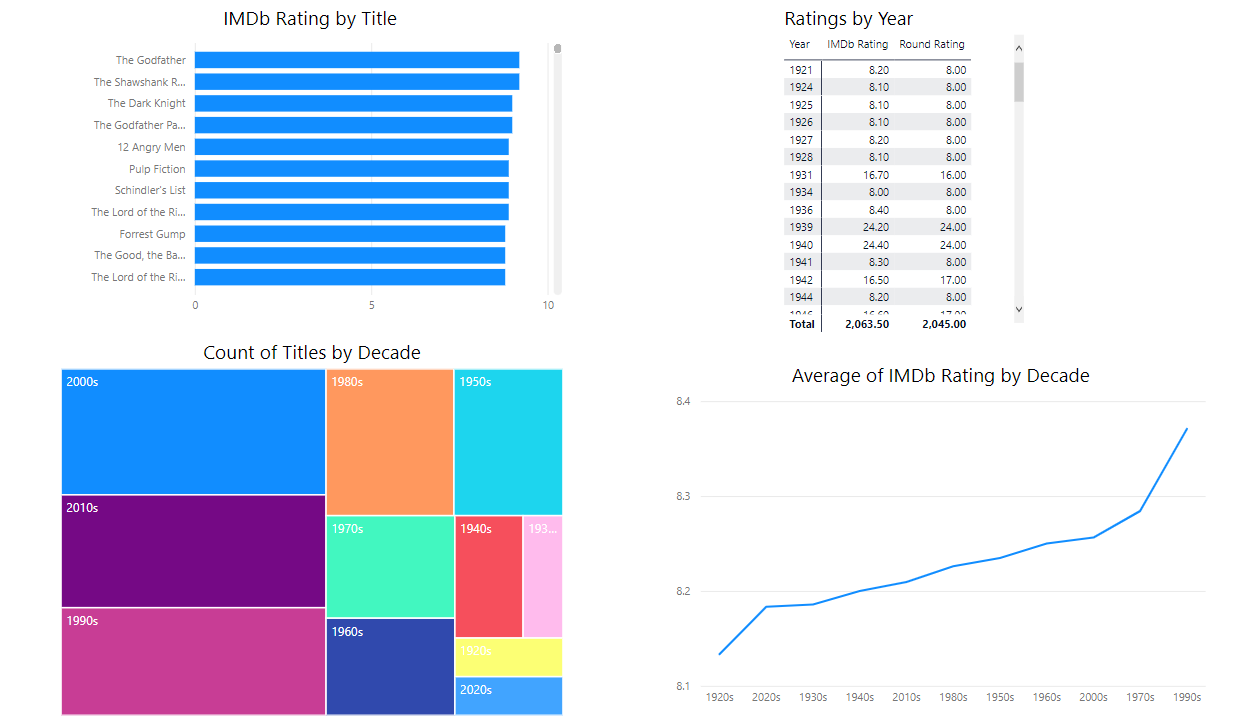 IMDb Rating by Title
The Godfather
The Shawshank R...
The Dark Knight
The Godfather Pa...
12 Angry Men
Pulp Fiction
Schindler's List
The Lord of the Ri...
Forrest Gump
The Good, the Ba...
The Lord of the Ri...
0 5 10
Ratings by Year
Year IMDb Rating Round Rating
1921 8.20 8.00
1924 8.10 8.00
1925 8.10 8.00
1926 8.10 8.00
1927 8.20 8.00
1928 8.10 8.00
1931 16.70 16.00
1934 8.00 8.00
1936 8.40 8.00
1939 24.20 24.00
1940 24.40 24.00
1941 8.30 8.00
1942 16.50 17.00
1944 8.20 8.00
1946 16.60 17.00
Total 2,063.50 2,045.00
Count of Titles by Decade
2000s
2010s
1990s
1980s
1950s
1970s
1940s
193...
1960s
1920s
2020s
Average of IMDb Rating by Decade
8.4
8.3
8.2
8.1
1920s 2020s 1930s 1940s 2010s 1980s 1950s 1960s 2000s 1970s 1990s